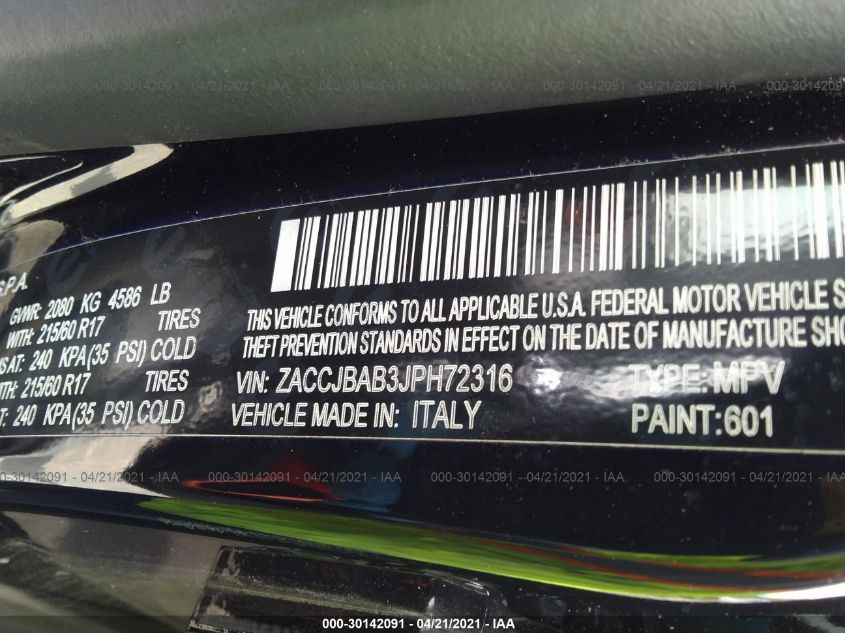 000-30142091 - 04/21/2021 - IAA
S.P.A.
GVWR: 2080 KG 4586 LB
WITH: 215/60 R17 TIRES
AT: 240 KPA(35 PSI) COLD
215/60 R17 TIRES
AT: 240 KPA(35 PSI) COLD
THIS VEHICLE CONFORMS TO ALL APPLICABLE U.S.A. FEDERAL MOTOR VEHICLE S
THEFT PREVENTION STANDARDS IN EFFECT ON THE DATE OF MANUFACTURE SHO
VIN: ZACCJBAB3JPH72316 TYPE: MPV
VEHICLE MADE IN: ITALY PAINT:601
000-30142091 - 04/21/2021 - IAA
000-30142091 - 04/21/2021 - IAA